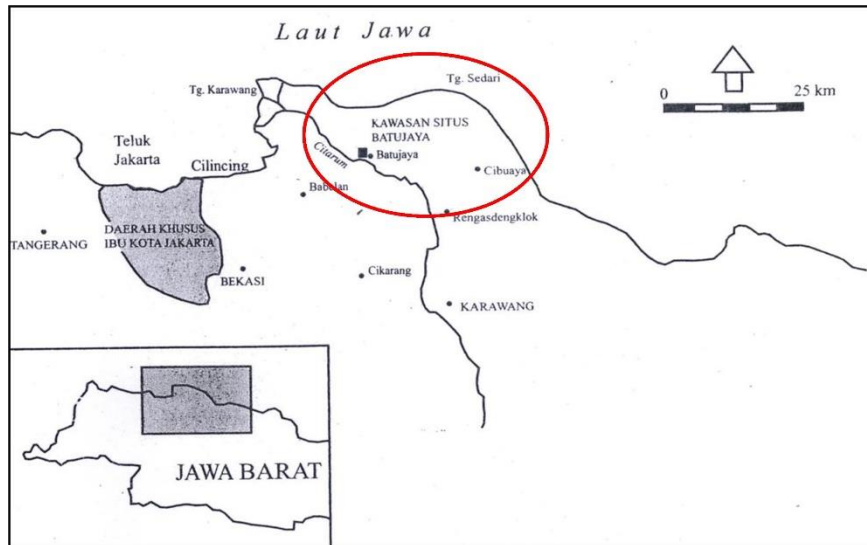 Laut Jawa
Tg. Sedari
0 25 km
Tg. Karawang
KAWASAN SITUS
BATUJAYA
Teluk
Jakarta
Cilincing
Citarum
Batujaya
Cibuaya
Babelan
Rengasdengklok
DAERAH KHUSUS
IBU KOTA JAKARTA
TANGERANG
BEKASI
Cikarang
KARAWANG
JAWA BARAT